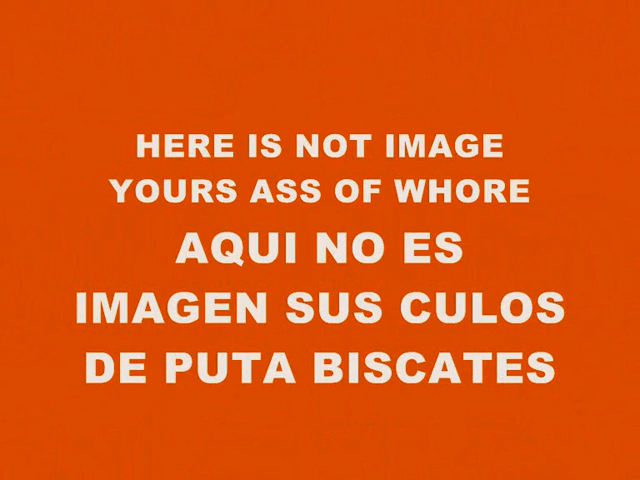 HERE IS NOT IMAGE
YOURS ASS OF WHORE
AQUI NO ES
IMAGEN SUS CULOS
DE PUTA BISCATES